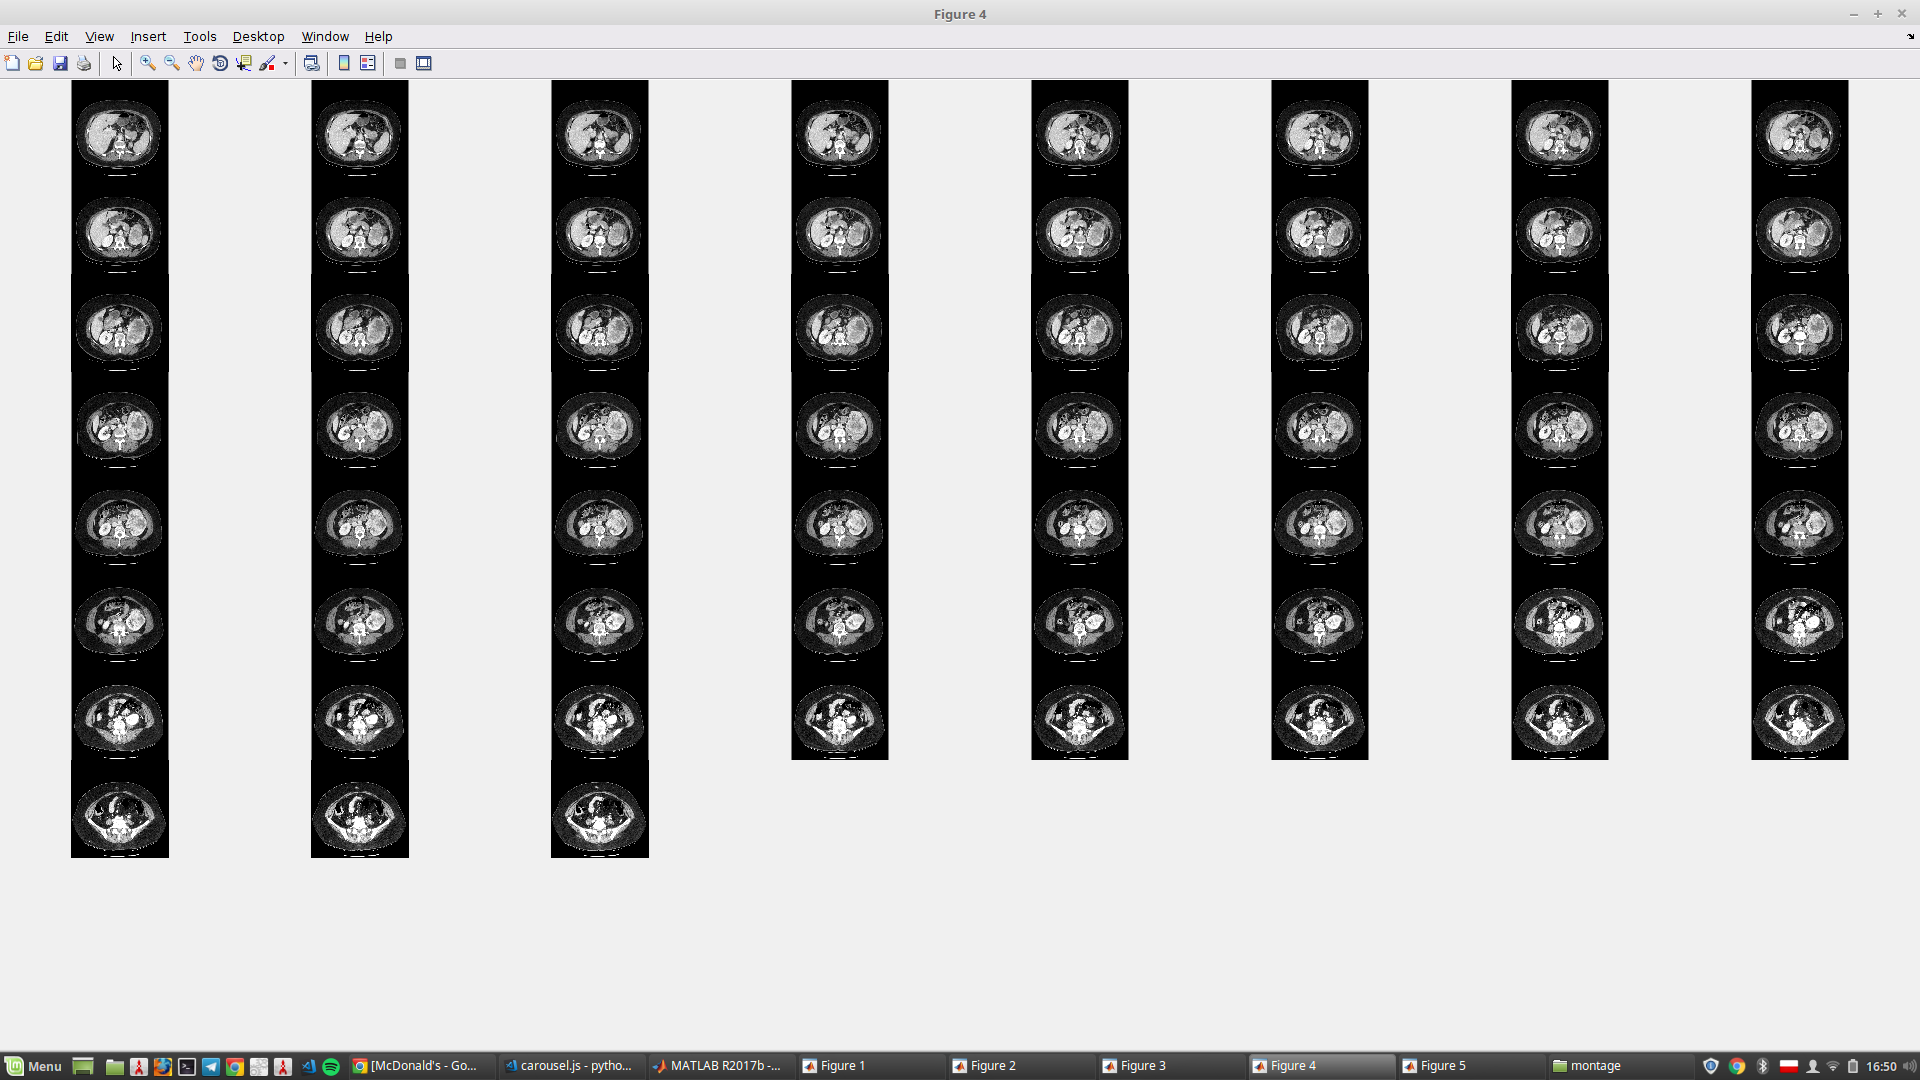 Figure 4
File Edit View Insert Tools Desktop Window Help
Menu [McDonald's - Go... carousel.js - pytho... MATLAB R2017b -... Figure 1 Figure 2 Figure 3 Figure 4 Figure 5 montage 16:50